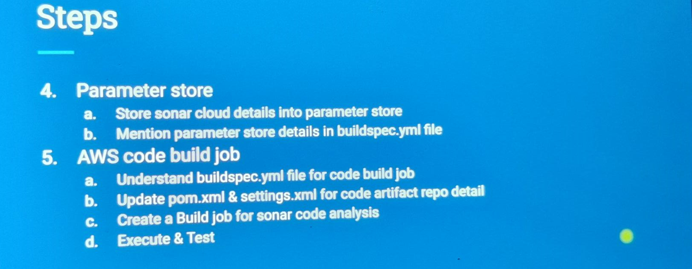 Steps
4. Parameter store
a. Store sonar cloud details into parameter store
b. Mention parameter store details in buildspec.yml file
5. AWS code build job
a. Understand buildspec.yml file for code build job
b. Update pom.xml & settings.xml for code artifact repo detail
c. Create a Build job for sonar code analysis
d. Execute & Test